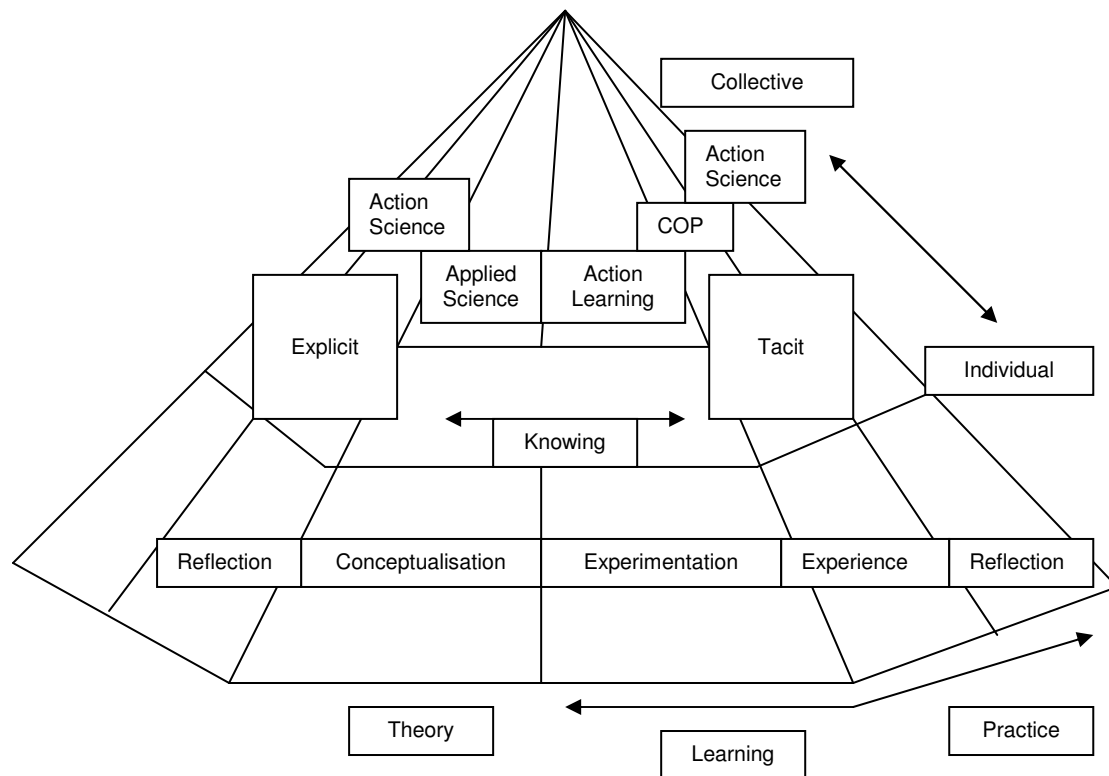 Collective
Action
Science
Action
Science
COP
Applied
Science
Action
Learning
Explicit
Tacit
Individual
Knowing
Reflection
Conceptualisation
Experimentation
Experience
Reflection
Theory
Practice
Learning